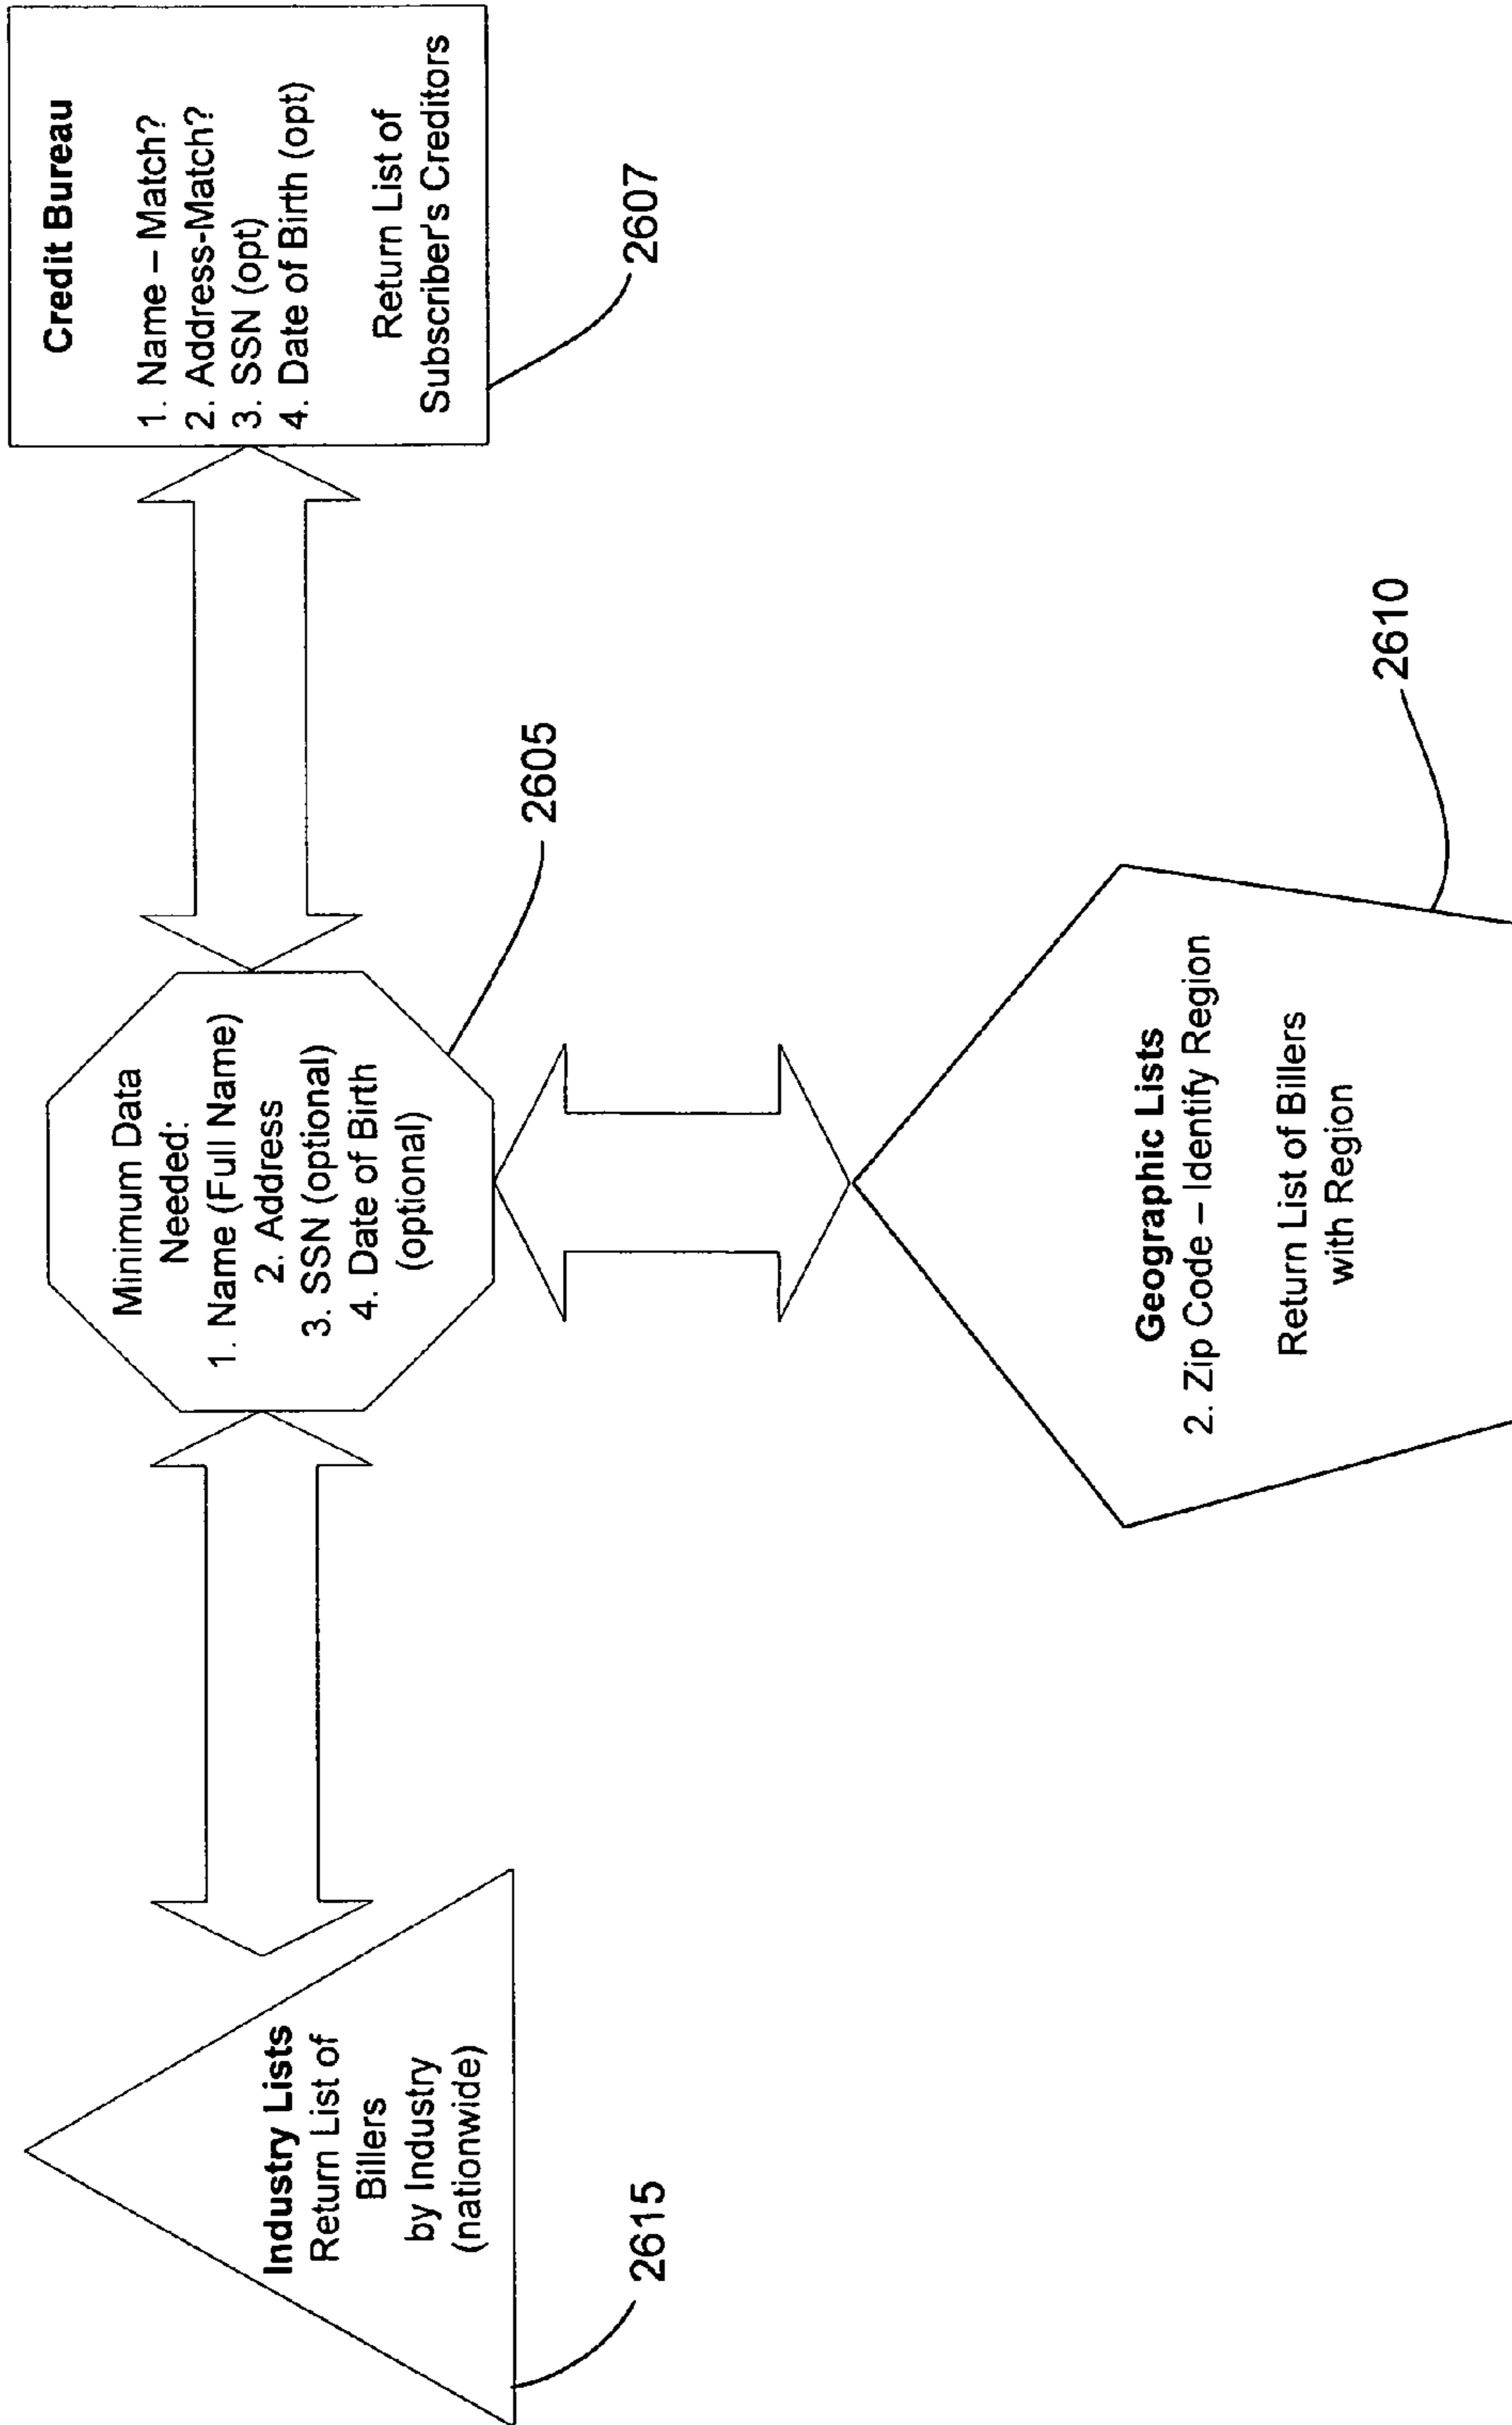 Industry Lists
Return List of
Billers
by Industry
(nationwide)
2615
Minimum Data
Needed:
1. Name (Full Name)
2. Address
3. SSN (optional)
4. Date of Birth
(optional)
2605
Credit Bureau
1. Name – Match?
2. Address-Match?
3. SSN (opt)
4. Date of Birth (opt)
Return List of
Subscriber's Creditors
2607
Geographic Lists
2. Zip Code – Identify Region
Return List of Billers
with Region
2610